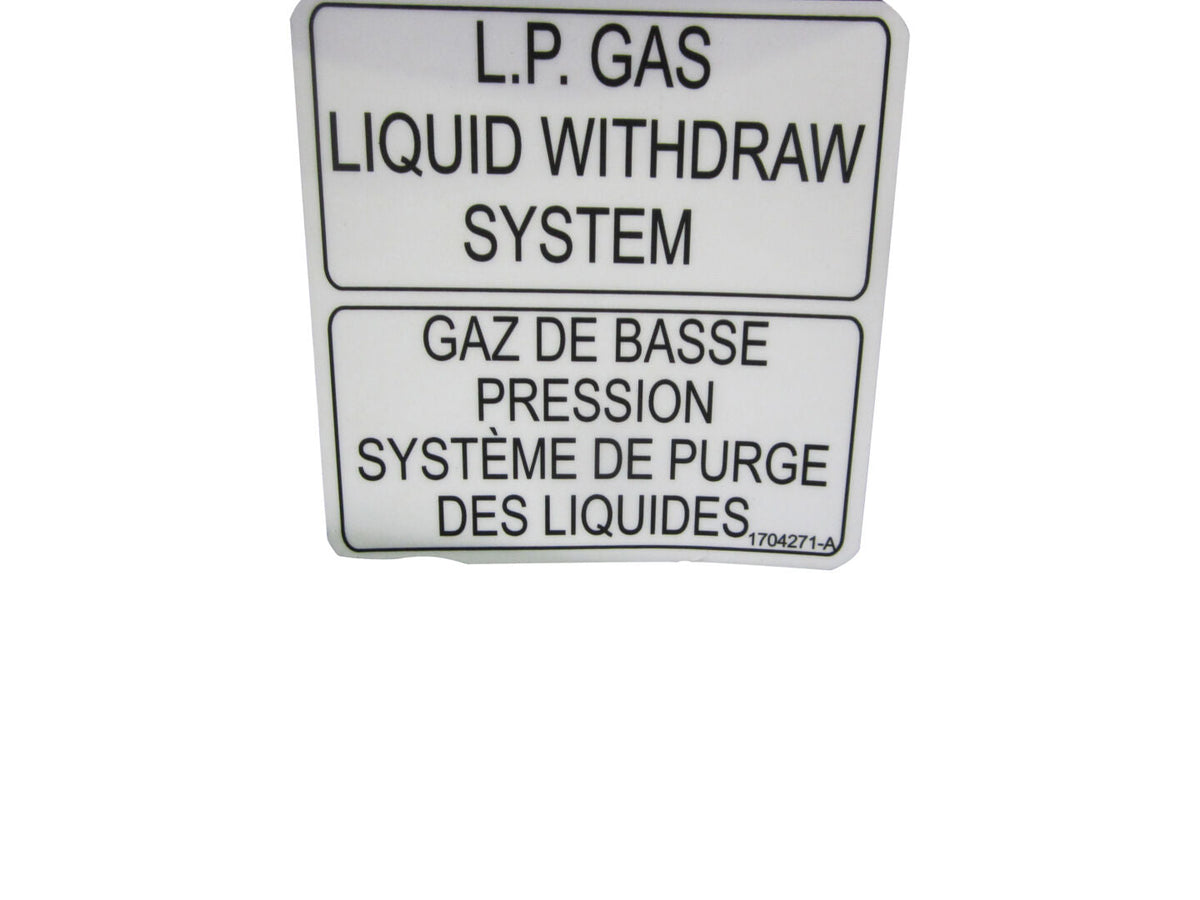 L.P. GAS
LIQUID WITHDRAW
SYSTEM
GAZ DE BASSE
PRESSION
SYSTÈME DE PURGE
DES LIQUIDES
1704271-A